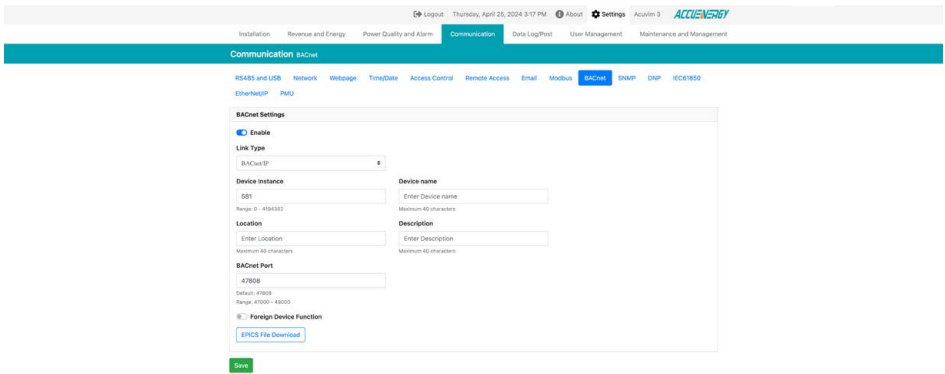 Logout Thursday, April 25, 2024 3:17 PM About Settings Acuvim 3 ACCUENERGY
Installation Revenue and Energy Power Quality and Alarm Communication Data Log/Post User Management Maintenance and Management
Communication BACnet
RS485 and USB Network Webpage Time/Date Access Control Remote Access Email Modbus BACnet SNMP DNP IEC61850
EtherNet/IP PMU
BACnet Settings
Enable
Link Type
BACnet/IP
Device Instance Device name
581 Enter Device name
Range: 0 - 4194302 Maximum 40 characters
Location Description
Enter Location Enter Description
Maximum 40 characters Maximum 40 characters
BACnet Port
47808
Default: 47808
Range: 47000 - 49000
Foreign Device Function
EPICS File Download
Save